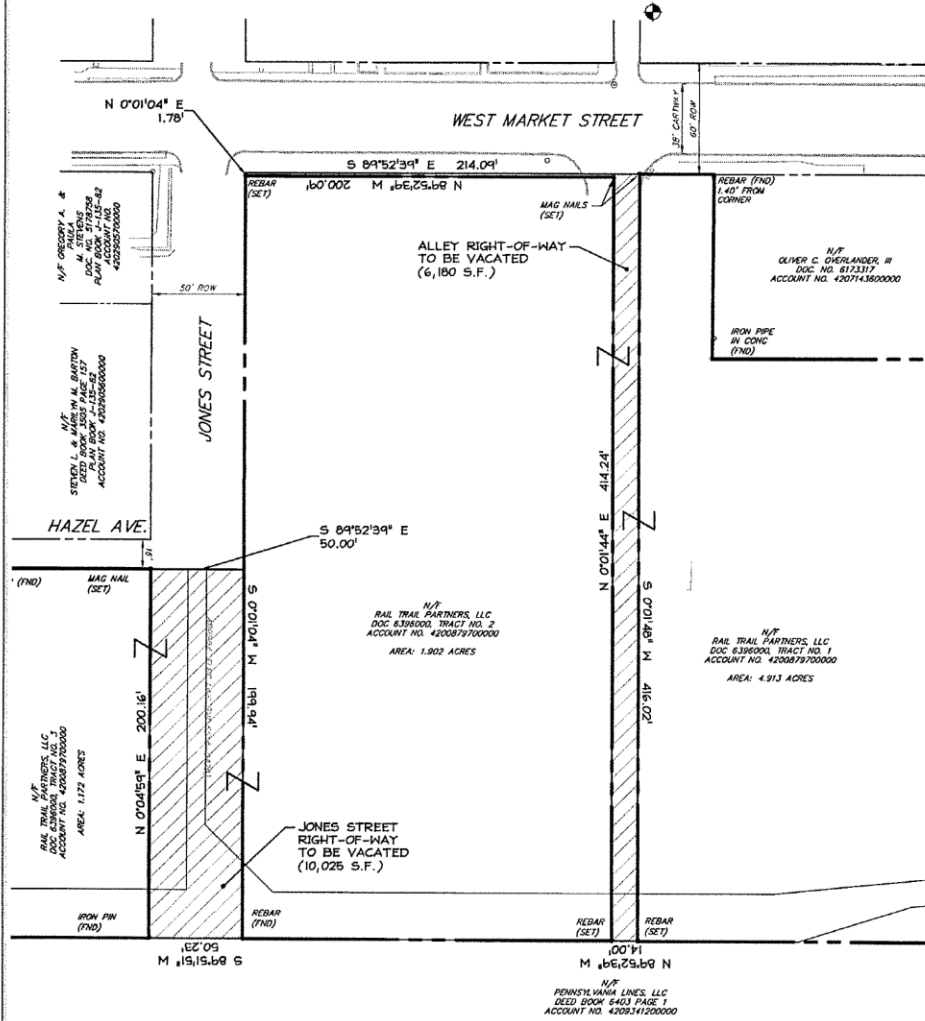 N 0°01'04" E
1.78'
WEST MARKET STREET
38' CARTWAY
60' ROW
S 89°52'39" E 214.09'
N 89°52'39" W 200.09'
REBAR
(SET)
MAG NAILS
(SET)
REBAR (FND)
1.40' FROM
CORNER
N/F GREGORY A. &
PAULA
M. STEVENS
DOC. NO. 5178758
PLAN BOOK J-135-82
ACCOUNT NO.
4202905700000
ALLEY RIGHT-OF-WAY
TO BE VACATED
(6,180 S.F.)
N/F
OLIVER C. OVERLANDER, III
DOC. NO. 6173317
ACCOUNT NO. 4207143600000
50' ROW
JONES STREET
IRON PIPE
IN CONC
(FND)
N/F
STEVEN L. & MARILYN M. BARTON
DEED BOOK 3505 PAGE 157
PLAN BOOK J-135-82
ACCOUNT NO. 4202905600000
HAZEL AVE.
16'
S 89°52'39" E
50.00'
N 0°01'44" E 414.24'
S 0°01'48" W 416.02'
(FND)
MAG NAIL
(SET)
S 0°01'04" W 199.94'
N/F
RAIL TRAIL PARTNERS, LLC
DOC 6396000, TRACT NO. 2
ACCOUNT NO. 4200879700000
AREA: 1.902 ACRES
N/F
RAIL TRAIL PARTNERS, LLC
DOC 6396000, TRACT NO. 1
ACCOUNT NO. 4200879700000
AREA: 4.913 ACRES
N/F
RAIL TRAIL PARTNERS, LLC
DOC 6396000, TRACT NO. 3
ACCOUNT NO. 4200879700000
AREA: 1.172 ACRES
N 0°04'59" E 200.16'
JONES STREET
RIGHT-OF-WAY
TO BE VACATED
(10,025 S.F.)
IRON PIN
(FND)
REBAR
(FND)
REBAR
(SET)
REBAR
(SET)
S 89°51'51" W
50.23'
N 89°52'39" W
14.00'
N/F
PENNSYLVANIA LINES, LLC
DEED BOOK 6403 PAGE 1
ACCOUNT NO. 4209341200000